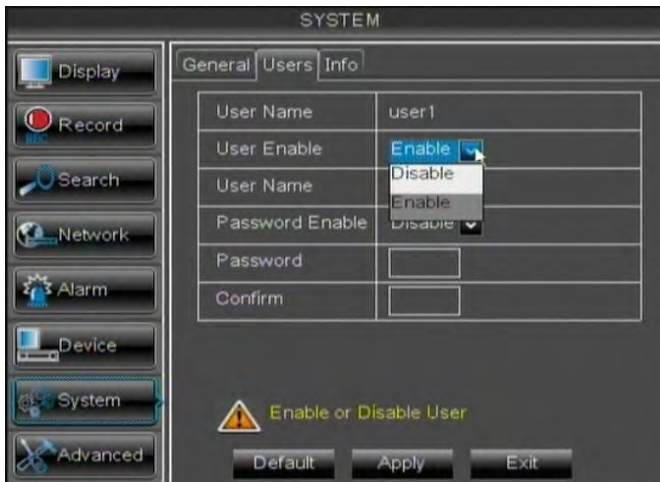 SYSTEM
Display
Record
REC
Search
Network
Alarm
Device
System
Advanced
General Users Info
User Name user1
User Enable Enable
Disable
User Name
Enable
Password Enable Disable
Password
Confirm
Enable or Disable User
Default Apply Exit